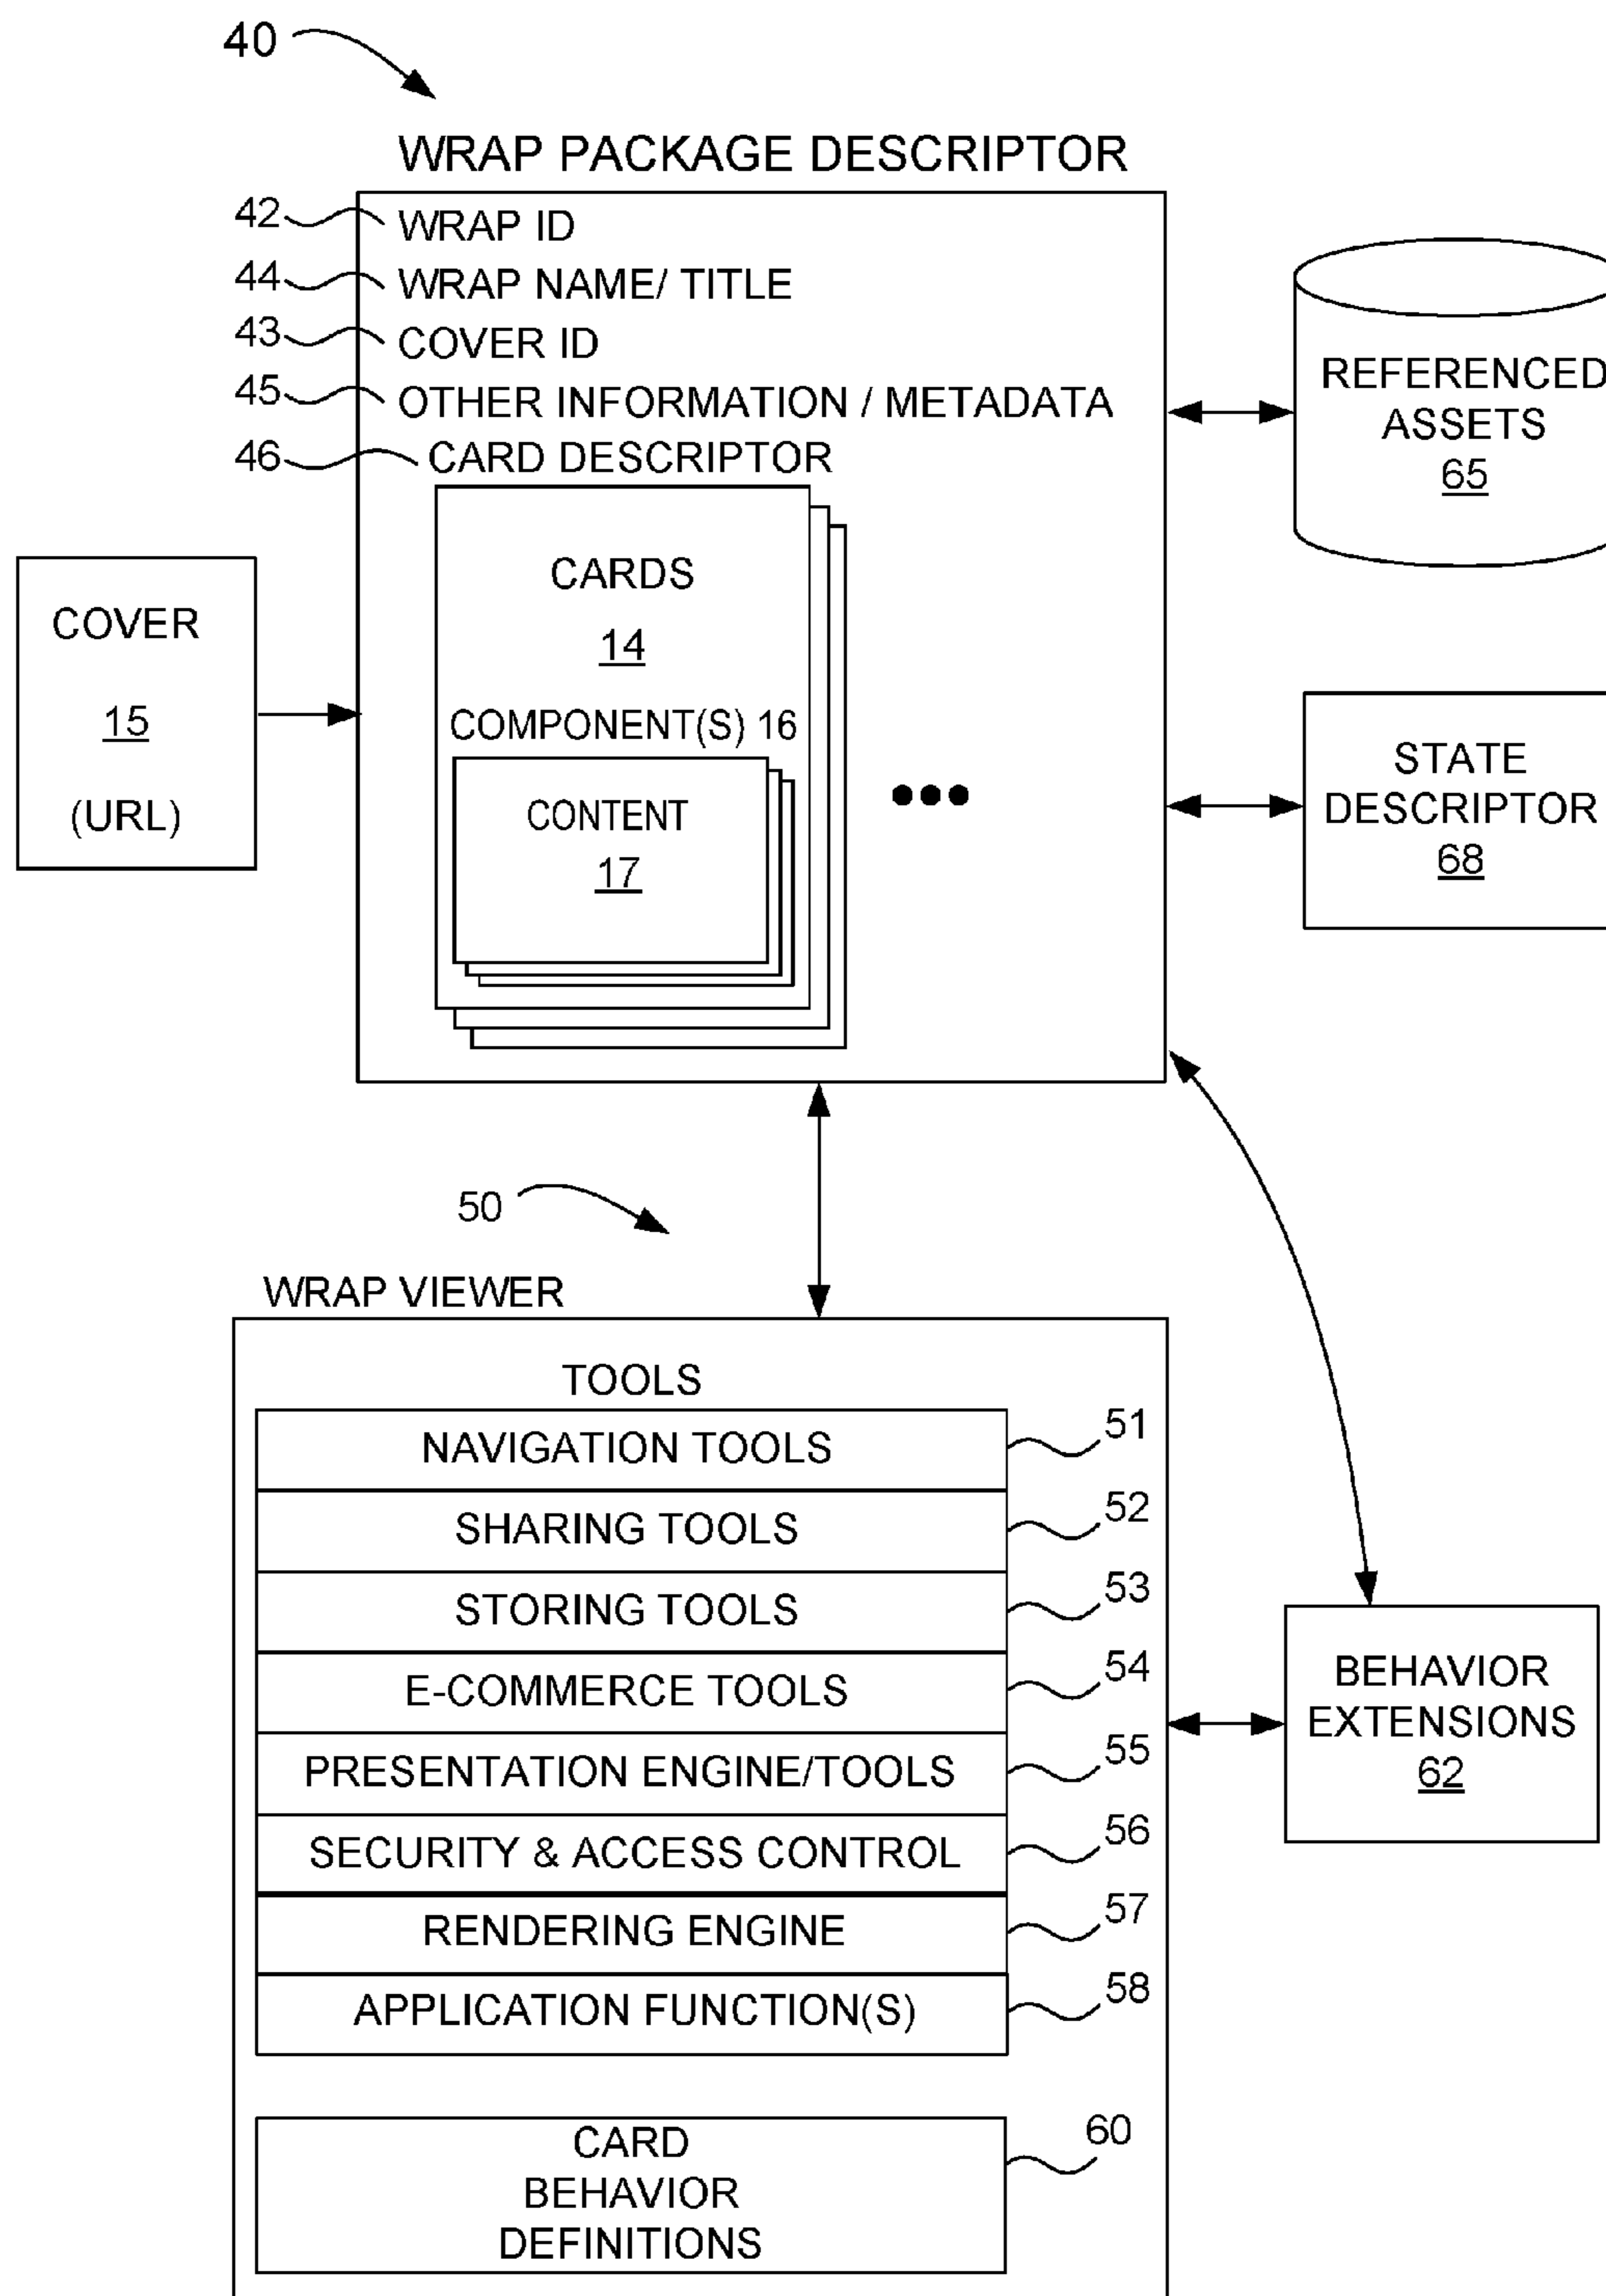 40
WRAP PACKAGE DESCRIPTOR
42 WRAP ID
44 WRAP NAME/ TITLE
43 COVER ID
45 OTHER INFORMATION / METADATA
46 CARD DESCRIPTOR
CARDS
14
COMPONENT(S) 16
CONTENT
17
COVER
15
(URL)
REFERENCED
ASSETS
65
STATE
DESCRIPTOR
68
50
WRAP VIEWER
TOOLS
NAVIGATION TOOLS 51
SHARING TOOLS 52
STORING TOOLS 53
E-COMMERCE TOOLS 54
PRESENTATION ENGINE/TOOLS 55
SECURITY & ACCESS CONTROL 56
RENDERING ENGINE 57
APPLICATION FUNCTION(S) 58
CARD 60
BEHAVIOR
DEFINITIONS
BEHAVIOR
EXTENSIONS
62